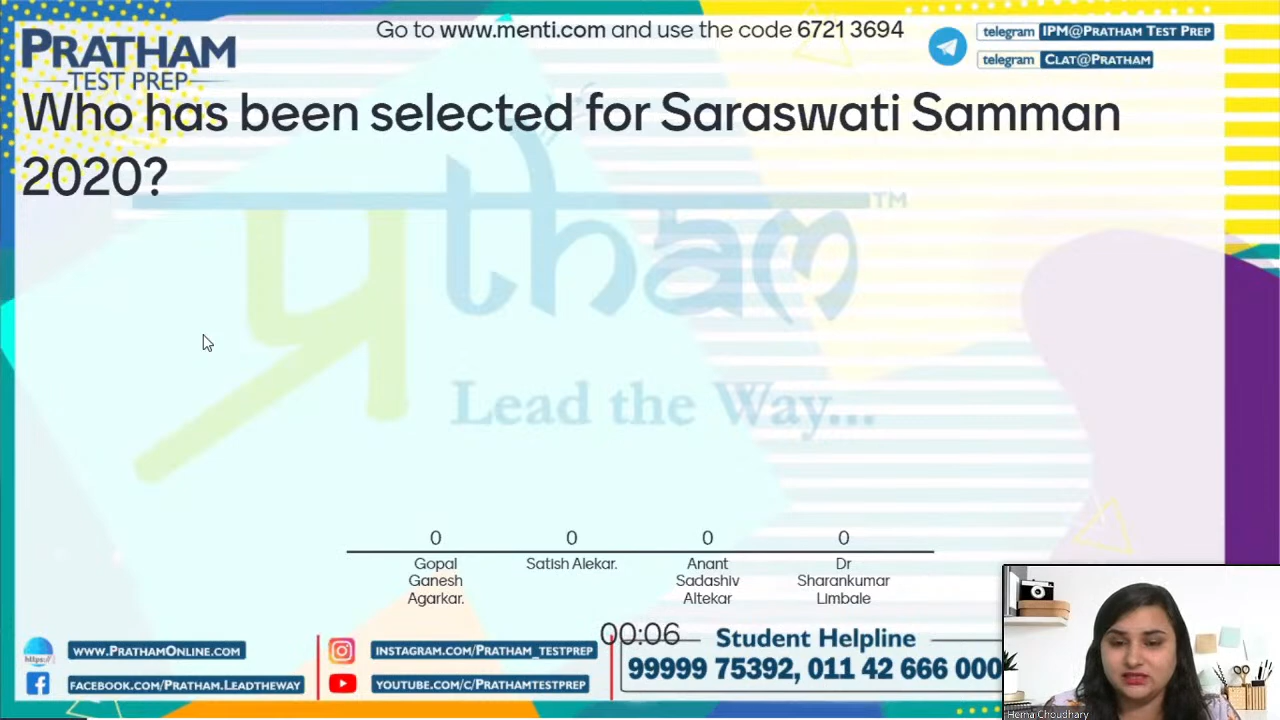 Go to www.menti.com and use the code 6721 3694
PRATHAM
TEST PREP
telegram IPM@PRATHAM TEST PREP
telegram CLAT@PRATHAM
Who has been selected for Saraswati Samman
2020?
प्रtham TM
Lead the Way...
0 0 0 0
Gopal
Ganesh
Agarkar.
Satish Alekar.
Anant
Sadashiv
Altekar
Dr
Sharankumar
Limbale
00:06
https:/
WWW.PRATHAMONLINE.COM
FACEBOOK.COM/PRATHAM.LEADTHEWAY
INSTAGRAM.COM/PRATHAM_TESTPREP
YOUTUBE.COM/C/PRATHAMTESTPREP
Student Helpline
99999 75392, 011 42 666 000
Hema Choudhary